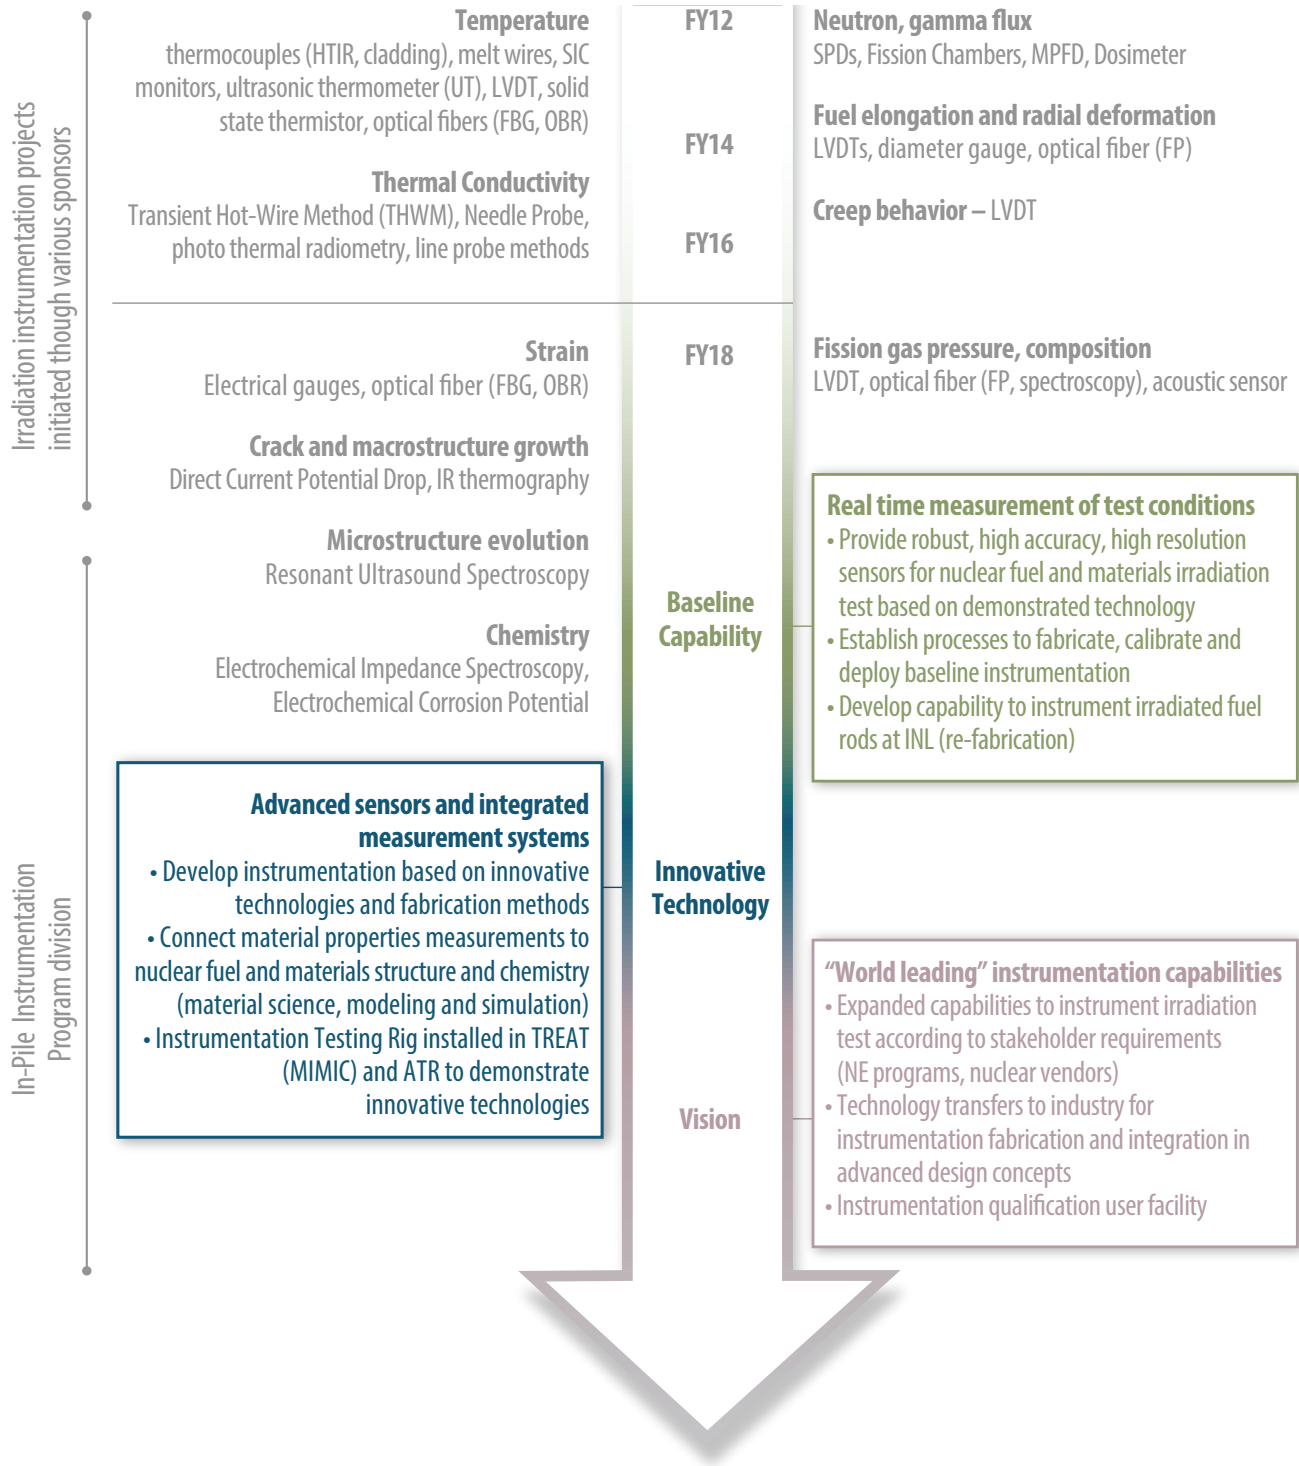 Irradiation instrumentation projects
initiated though various sponsors
In-Pile Instrumentation
Program division
Temperature
thermocouples (HTIR, cladding), melt wires, SIC
monitors, ultrasonic thermometer (UT), LVDT, solid
state thermistor, optical fibers (FBG, OBR)
Thermal Conductivity
Transient Hot-Wire Method (THWM), Needle Probe,
photo thermal radiometry, line probe methods
Strain
Electrical gauges, optical fiber (FBG, OBR)
Crack and macrostructure growth
Direct Current Potential Drop, IR thermography
Microstructure evolution
Resonant Ultrasound Spectroscopy
Chemistry
Electrochemical Impedance Spectroscopy,
Electrochemical Corrosion Potential
Advanced sensors and integrated
measurement systems
• Develop instrumentation based on innovative
technologies and fabrication methods
• Connect material properties measurements to
nuclear fuel and materials structure and chemistry
(material science, modeling and simulation)
• Instrumentation Testing Rig installed in TREAT
(MIMIC) and ATR to demonstrate
innovative technologies
FY12
FY14
FY16
FY18
Baseline
Capability
Innovative
Technology
Vision
Neutron, gamma flux
SPDs, Fission Chambers, MPFD, Dosimeter
Fuel elongation and radial deformation
LVDTs, diameter gauge, optical fiber (FP)
Creep behavior – LVDT
Fission gas pressure, composition
LVDT, optical fiber (FP, spectroscopy), acoustic sensor
Real time measurement of test conditions
• Provide robust, high accuracy, high resolution
sensors for nuclear fuel and materials irradiation
test based on demonstrated technology
• Establish processes to fabricate, calibrate and
deploy baseline instrumentation
• Develop capability to instrument irradiated fuel
rods at INL (re-fabrication)
“World leading” instrumentation capabilities
• Expanded capabilities to instrument irradiation
test according to stakeholder requirements
(NE programs, nuclear vendors)
• Technology transfers to industry for
instrumentation fabrication and integration in
advanced design concepts
• Instrumentation qualification user facility